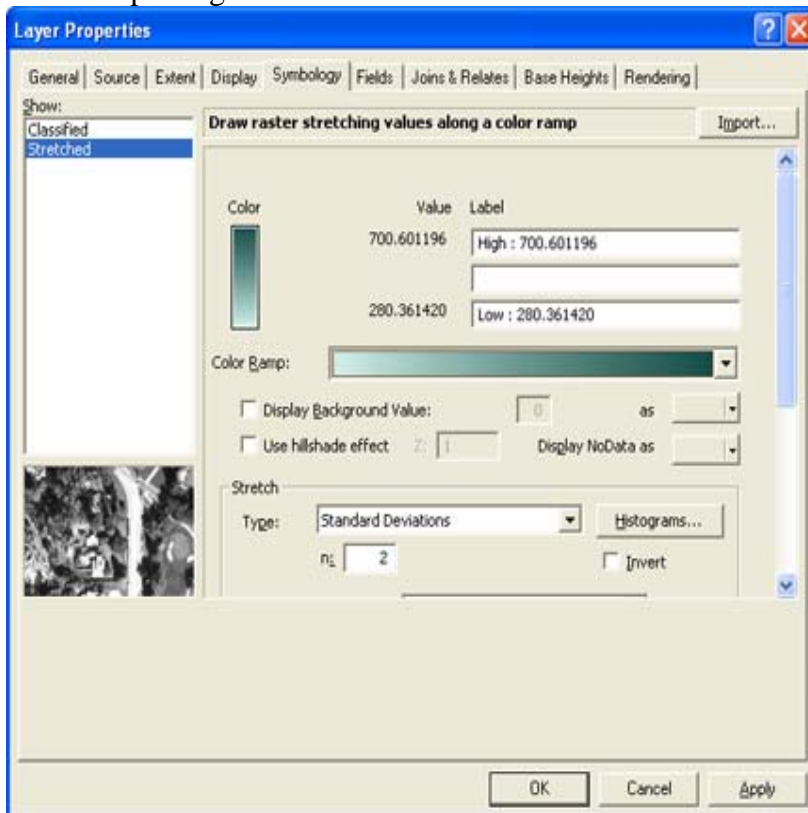 Layer Properties
General Source Extent Display Symbology Fields Joins & Relates Base Heights Rendering
Show:
Classified
Stretched
Draw raster stretching values along a color ramp
Import...
Color Value Label
700.601196 High : 700.601196
280.361420 Low : 280.361420
Color Ramp:
Display Background Value: 0 as
Use hillshade effect Z: 1 Display NoData as
Stretch
Type: Standard Deviations Histograms...
n: 2 Invert
OK Cancel Apply